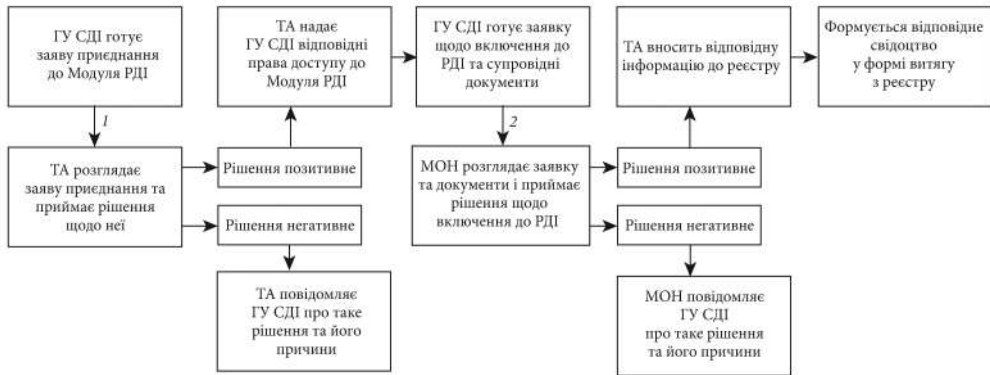 ГУ СДІ готує
заяву приєднання
до Модуля РДІ
1
ТА розглядає
заяву приєднання та
приймає рішення
щодо неї
Рішення позитивне
Рішення негативне
ТА надає
ГУ СДІ відповідні
права доступу до
Модуля РДІ
ТА повідомляє
ГУ СДІ про таке
рішення та його
причини
ГУ СДІ готує заявку
щодо включення до
РДІ та супровідні
документи
2
МОН розглядає заявку
та документи і приймає
рішення щодо
включення до РДІ
Рішення позитивне
Рішення негативне
ТА вносить відповідну
інформацію до реєстру
МОН повідомляє
ГУ СДІ
про таке рішення
та його причини
Формується відповідне
свідоцтво
у формі витягу
з реєстру